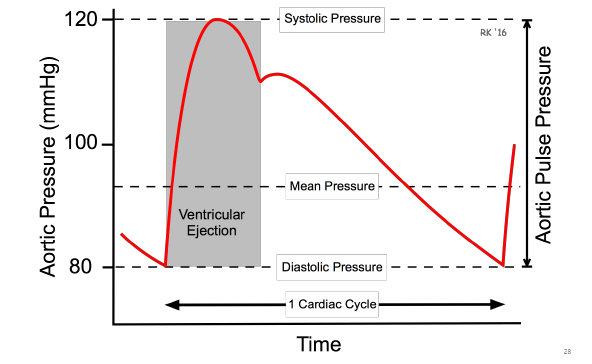 120
Systolic Pressure
RK '16
Aortic Pressure (mmHg)
100
Mean Pressure
Aortic Pulse Pressure
Ventricular
Ejection
80
Diastolic Pressure
1 Cardiac Cycle
Time
28